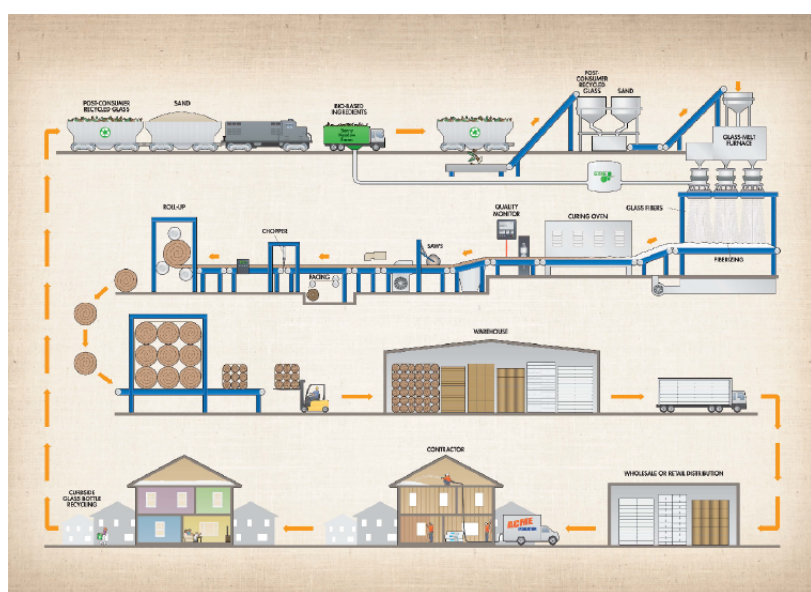 POST-CONSUMER
RECYCLED GLASS
SAND
BIO-BASED
INGREDIENTS
POST-
CONSUMER
RECYCLED
GLASS
SAND
GLASS-MELT
FURNACE
ROLL-UP
CHOPPER
FACING
SAWS
QUALITY
MONITOR
CURING OVEN
GLASS FIBERS
FIBERIZING
WAREHOUSE
CURBSIDE
GLASS BOTTLE
RECYCLING
CONTRACTOR
ACME
WHOLESALE OR RETAIL DISTRIBUTION